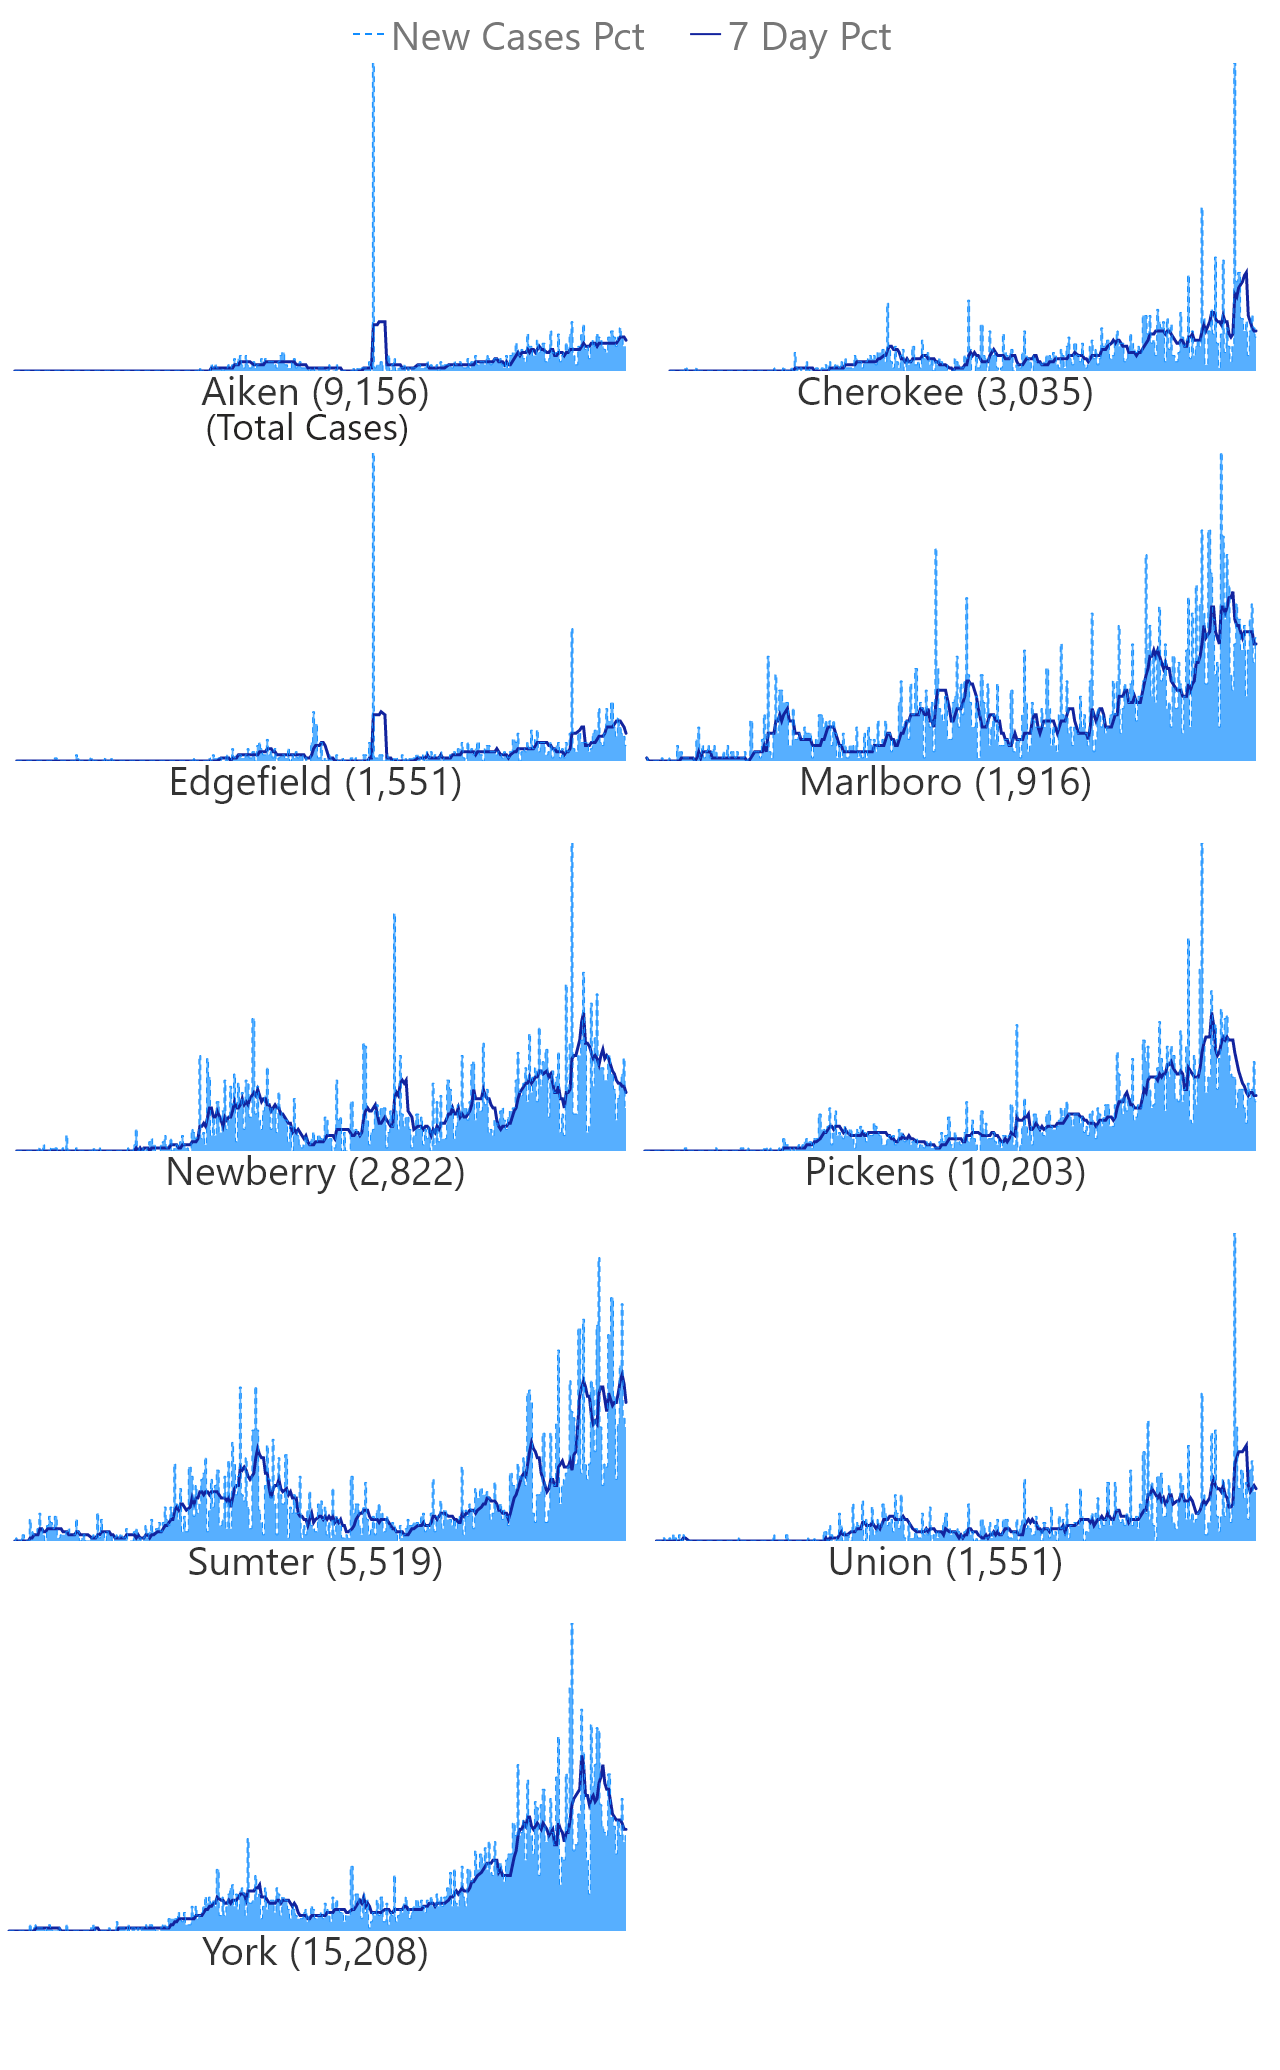 New Cases Pct 7 Day Pct
Aiken (9,156) Cherokee (3,035)
(Total Cases)
Edgefield (1,551) Marlboro (1,916)
Newberry (2,822) Pickens (10,203)
Sumter (5,519) Union (1,551)
York (15,208)